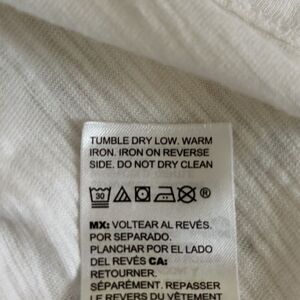 TUMBLE DRY LOW. WARM
IRON. IRON ON REVERSE
SIDE. DO NOT DRY CLEAN
30 ®
MX: VOLTEAR AL REVÉS.
POR SEPARADO.
PLANCHAR POR EL LADO
DEL REVÉS CA:
RETOURNER.
SÉPARÉMENT. REPASSER
LE REVERS DU VÊTEMENT